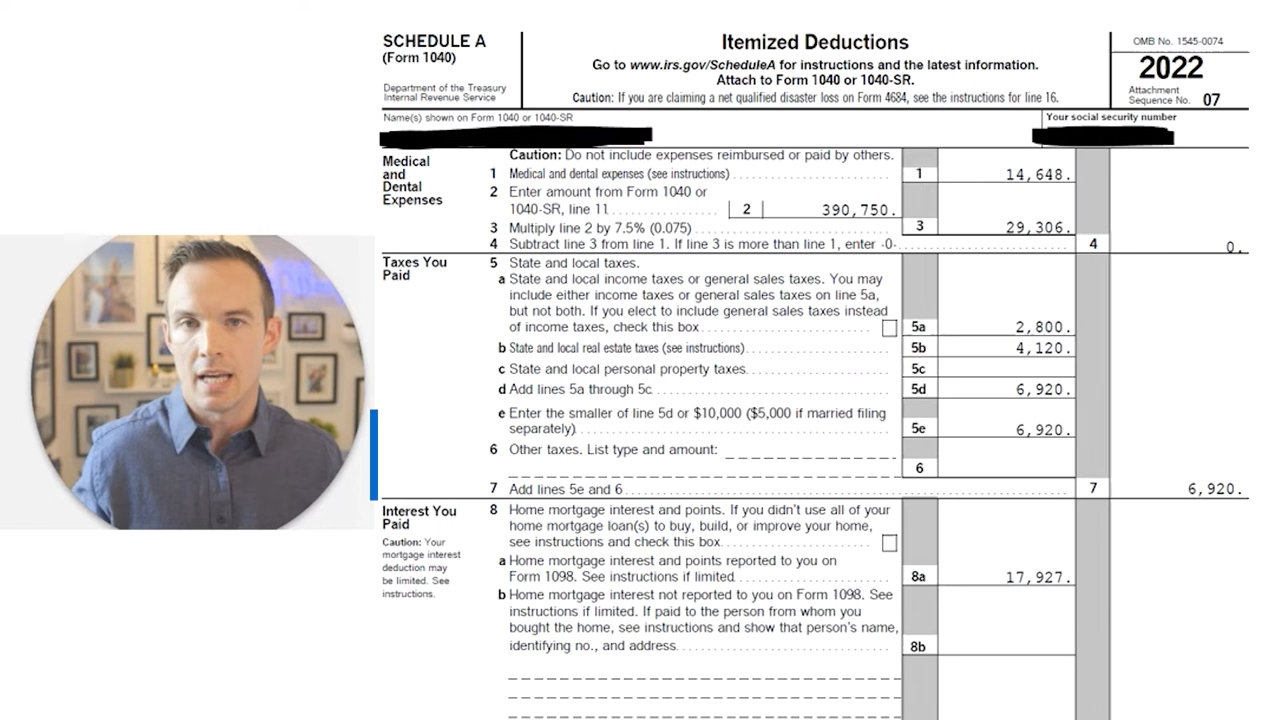 SCHEDULE A
(Form 1040)
Department of the Treasury
Internal Revenue Service
Itemized Deductions
Go to www.irs.gov/ScheduleA for instructions and the latest information.
Attach to Form 1040 or 1040-SR.
Caution: If you are claiming a net qualified disaster loss on Form 4684, see the instructions for line 16.
OMB No. 1545-0074
2022
Attachment
Sequence No. 07
Name(s) shown on Form 1040 or 1040-SR
Your social security number
Medical
and
Dental
Expenses
Caution: Do not include expenses reimbursed or paid by others.
1 Medical and dental expenses (see instructions) 1 14,648.
2 Enter amount from Form 1040 or
1040-SR, line 11 2 390,750.
3 Multiply line 2 by 7.5% (0.075) 3 29,306.
4 Subtract line 3 from line 1. If line 3 is more than line 1, enter -0- 4 0.
Taxes You
Paid
5 State and local taxes.
a State and local income taxes or general sales taxes. You may
include either income taxes or general sales taxes on line 5a,
but not both. If you elect to include general sales taxes instead
of income taxes, check this box 5a 2,800.
b State and local real estate taxes (see instructions) 5b 4,120.
c State and local personal property taxes 5c
d Add lines 5a through 5c 5d 6,920.
e Enter the smaller of line 5d or $10,000 ($5,000 if married filing
separately) 5e 6,920.
6 Other taxes. List type and amount:
6
7 Add lines 5e and 6 7 6,920.
Interest You
Paid
Caution: Your
mortgage interest
deduction may
be limited. See
instructions.
8 Home mortgage interest and points. If you didn't use all of your
home mortgage loan(s) to buy, build, or improve your home,
see instructions and check this box
a Home mortgage interest and points reported to you on
Form 1098. See instructions if limited 8a 17,927.
b Home mortgage interest not reported to you on Form 1098. See
instructions if limited. If paid to the person from whom you
bought the home, see instructions and show that person's name,
identifying no., and address 8b